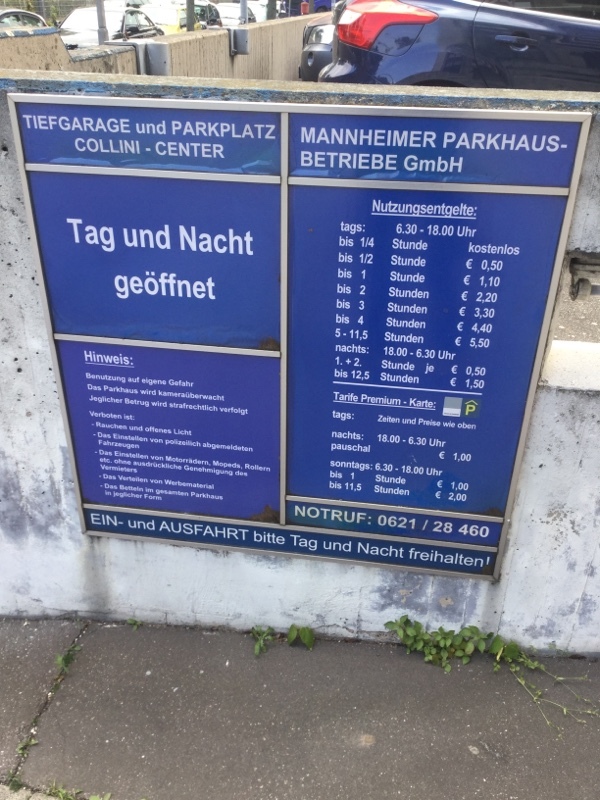 TIEFGARAGE und PARKPLATZ
COLLINI - CENTER
Tag und Nacht
geöffnet
Hinweis:
Benutzung auf eigene Gefahr
Das Parkhaus wird kameraüberwacht
Jeglicher Betrug wird strafrechtlich verfolgt
Verboten ist:
- Rauchen und offenes Licht
- Das Einstellen von polizeilich abgemeldeten
Fahrzeugen
- Das Einstellen von Motorrädern, Mopeds, Rollern
etc. ohne ausdrückliche Genehmigung des
Vermieters
- Das Verteilen von Werbematerial
- Das Betteln im gesamten Parkhaus
in jeglicher Form
MANNHEIMER PARKHAUS-
BETRIEBE GmbH
Nutzungsentgelte:
tags: 6.30 - 18.00 Uhr
bis 1/4 Stunde kostenlos
bis 1/2 Stunde € 0,50
bis 1 Stunde € 1,10
bis 2 Stunden € 2,20
bis 3 Stunden € 3,30
bis 4 Stunden € 4,40
5 - 11,5 Stunden € 5,50
nachts: 18.00 - 6.30 Uhr
1. + 2. Stunde je € 0,50
bis 12,5 Stunden € 1,50
Tarife Premium - Karte: P
tags: Zeiten und Preise wie oben
nachts: 18.00 - 6.30 Uhr
pauschal € 1,00
sonntags: 6.30 - 18.00 Uhr
bis 1 Stunde € 1,00
bis 11,5 Stunden € 2,00
NOTRUF: 0621 / 28 460
EIN- und AUSFAHRT bitte Tag und Nacht freihalten!